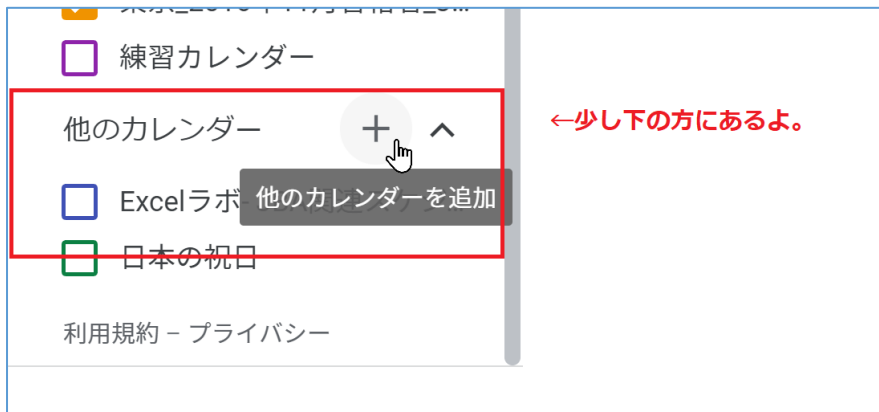 練習カレンダー
他のカレンダー
←少し下の方にあるよ。
Excelラボ-
他のカレンダーを追加
日本の祝日
利用規約 – プライバシー